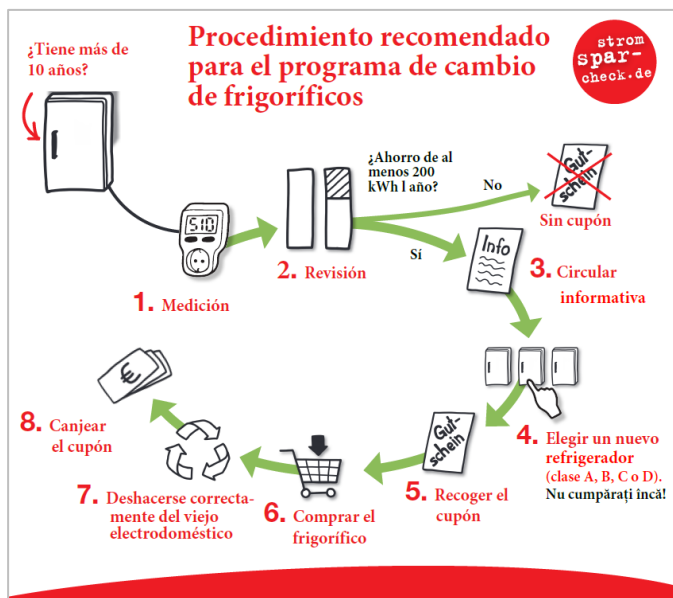 ¿Tiene más de
10 años?
Procedimiento recomendado
para el programa de cambio
de frigoríficos
strom
spar-
check.de
510
1. Medición
2. Revisión
¿Ahorro de al
menos 200
kWh l año?
No
Sí
Gut-
schein
Sin cupón
Info
3. Circular
informativa
4. Elegir un nuevo
refrigerador
(clase A, B, C o D).
Nu cumpărați încă!
Gut-
schein
5. Recoger el
cupón
6. Comprar el
frigorífico
7. Deshacerse correcta-
mente del viejo
electrodoméstico
€
8. Canjear
el cupón